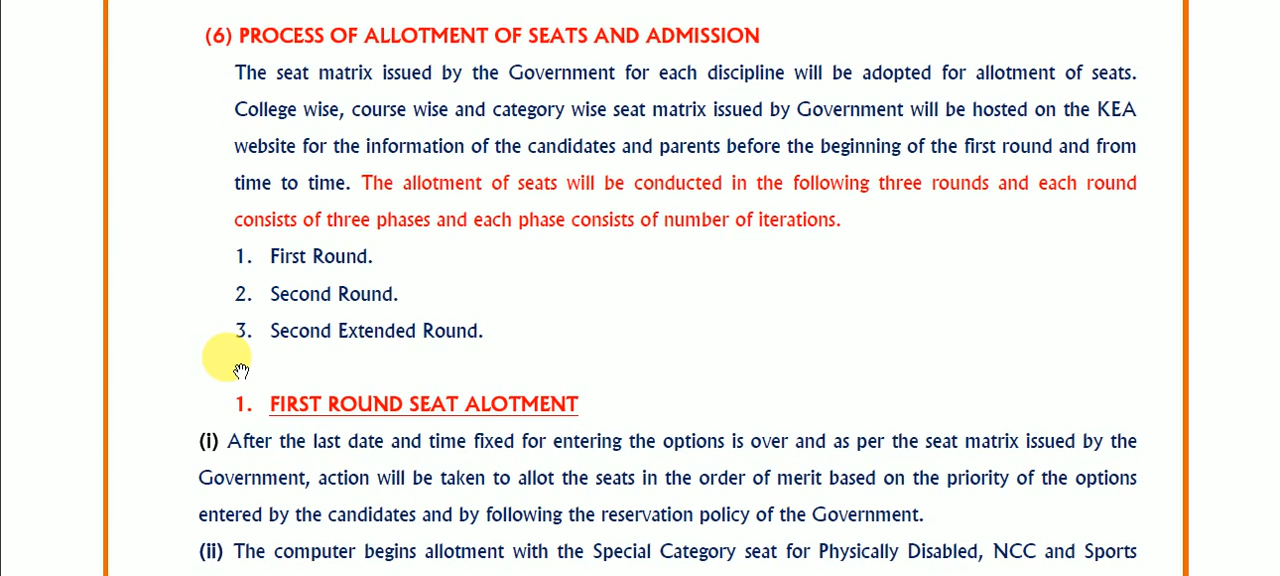 (6) PROCESS OF ALLOTMENT OF SEATS AND ADMISSION
The seat matrix issued by the Government for each discipline will be adopted for allotment of seats.
College wise, course wise and category wise seat matrix issued by Government will be hosted on the KEA
website for the information of the candidates and parents before the beginning of the first round and from
time to time. The allotment of seats will be conducted in the following three rounds and each round
consists of three phases and each phase consists of number of iterations.
1. First Round.
2. Second Round.
3. Second Extended Round.
1. FIRST ROUND SEAT ALOTMENT
(i) After the last date and time fixed for entering the options is over and as per the seat matrix issued by the
Government, action will be taken to allot the seats in the order of merit based on the priority of the options
entered by the candidates and by following the reservation policy of the Government.
(ii) The computer begins allotment with the Special Category seat for Physically Disabled, NCC and Sports